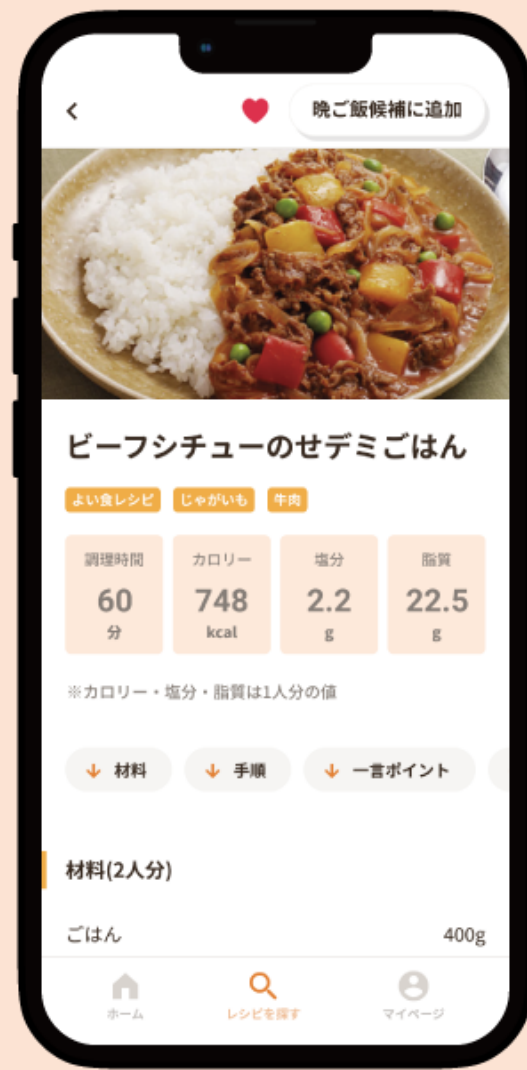 晩ご飯候補に追加
ビーフシチューのせデミごはん
よい食レシピ じゃがいも 牛肉
調理時間 カロリー 塩分 脂質
60 748 2.2 22.5
分 kcal g g
※カロリー・塩分・脂質は1人分の値
材料 手順 一言ポイント
材料(2人分)
ごはん 400g
ホーム レシピを探す マイページ